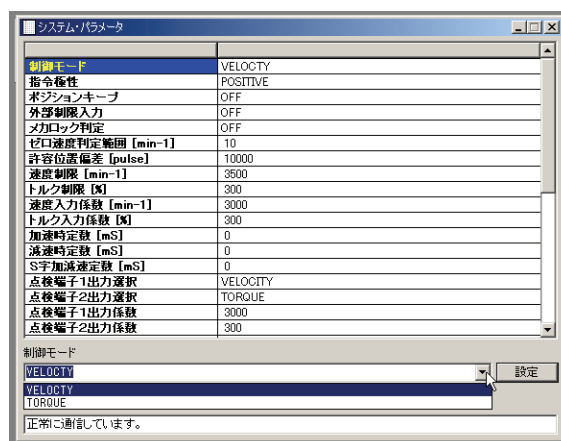 システム・パラメータ
制御モード VELOCTY
指令極性 POSITIVE
ポジションキープ OFF
外部制限入力 OFF
メカロック判定 OFF
ゼロ速度判定範囲 [min-1] 10
許容位置偏差 [pulse] 10000
速度制限 [min-1] 3500
トルク制限 [%] 300
速度入力係数 [min-1] 3000
トルク入力係数 [%] 300
加速時定数 [mS] 0
減速時定数 [mS] 0
S字加減速定数 [mS] 0
点検端子1出力選択 VELOCITY
点検端子2出力選択 TORQUE
点検端子1出力係数 3000
点検端子2出力係数 300
制御モード
VELOCTY 設定
VELOCTY
TORQUE
正常に通信しています。